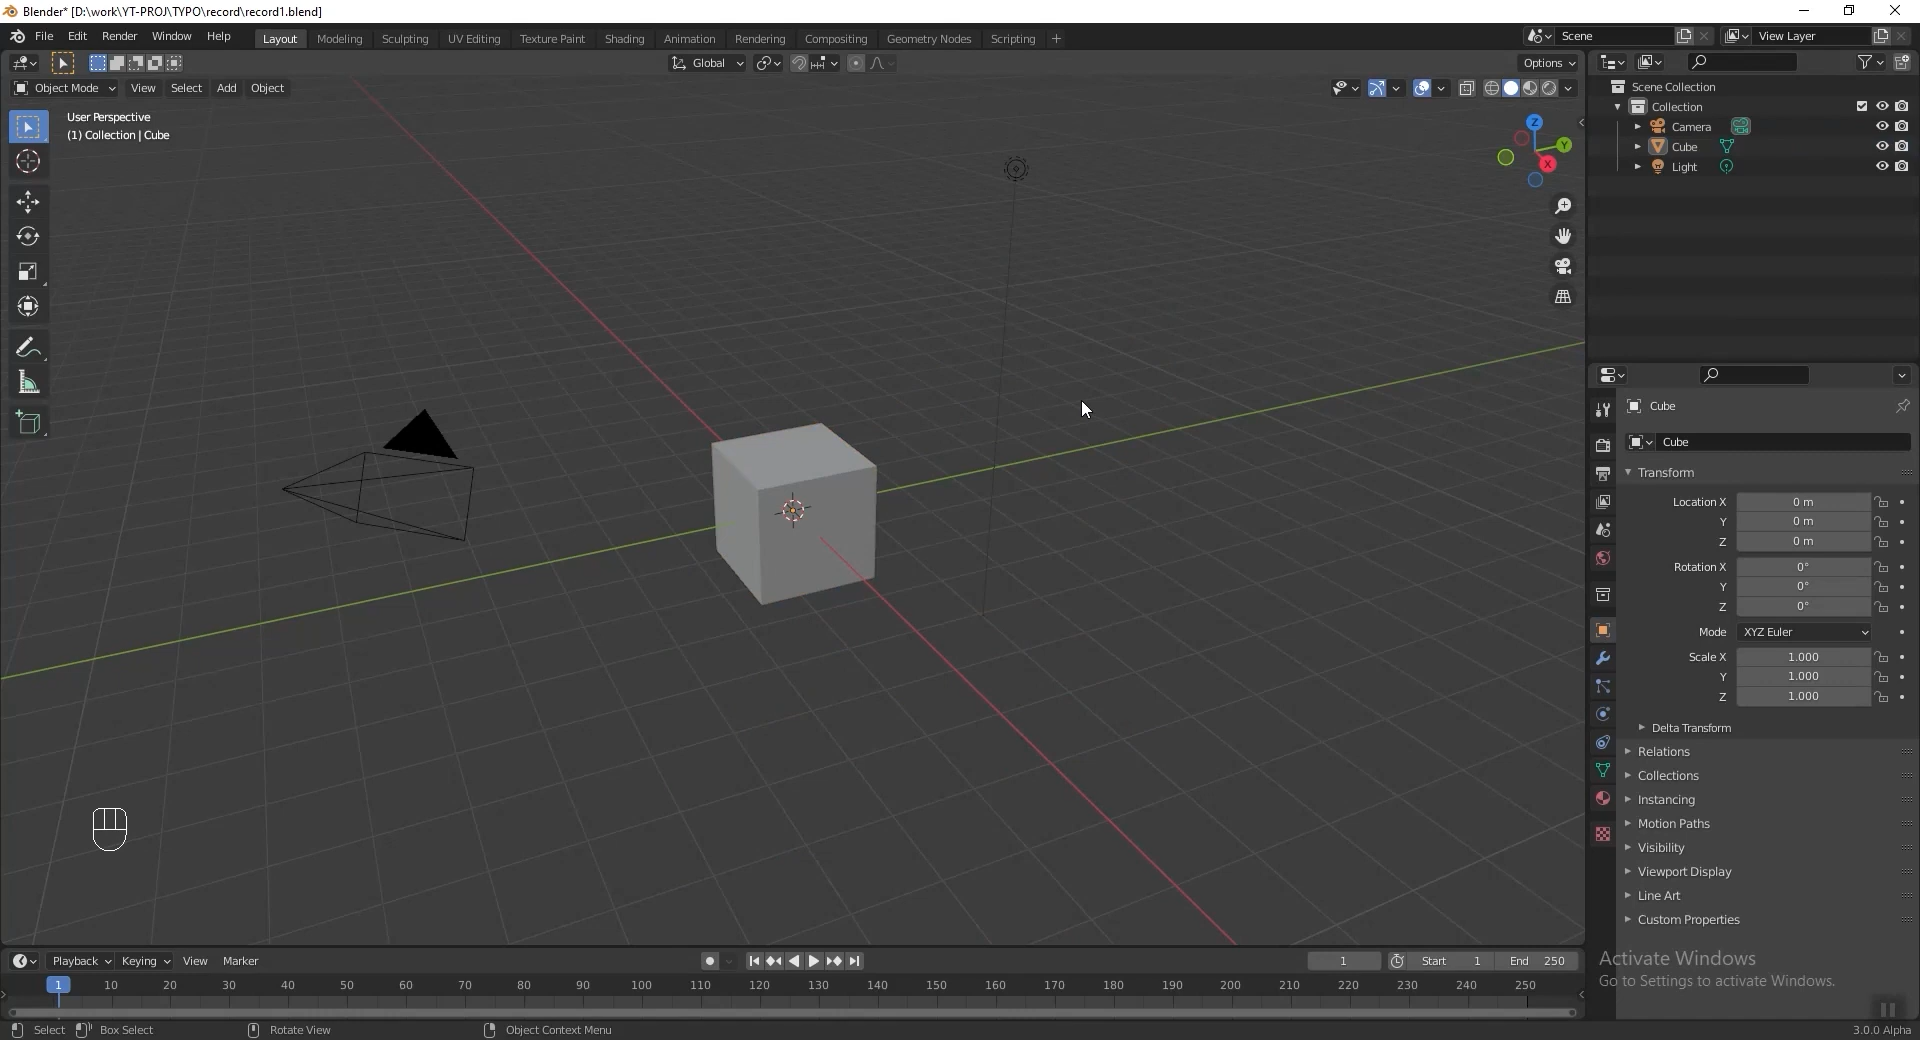 Blender* [D:\work\YT-PROJ\TYPO\record\record1.blend]
File Edit Render Window Help Layout Modeling Sculpting UV Editing Texture Paint Shading Animation Rendering Compositing Geometry Nodes Scripting + Scene View Layer
Global Options
Object Mode View Select Add Object
User Perspective
(1) Collection | Cube
Z
Y
X
Scene Collection
Collection
Camera
Cube
Light
Cube
Cube
Transform
Location X 0 m
Y 0 m
Z 0 m
Rotation X 0°
Y 0°
Z 0°
Mode XYZ Euler
Scale X 1.000
Y 1.000
Z 1.000
Delta Transform
Relations
Collections
Instancing
Motion Paths
Visibility
Viewport Display
Line Art
Custom Properties
Activate Windows
Go to Settings to activate Windows.
Playback Keying View Marker 1 Start 1 End 250
1 10 20 30 40 50 60 70 80 90 100 110 120 130 140 150 160 170 180 190 200 210 220 230 240 250
Select Box Select Rotate View Object Context Menu 3.0.0 Alpha